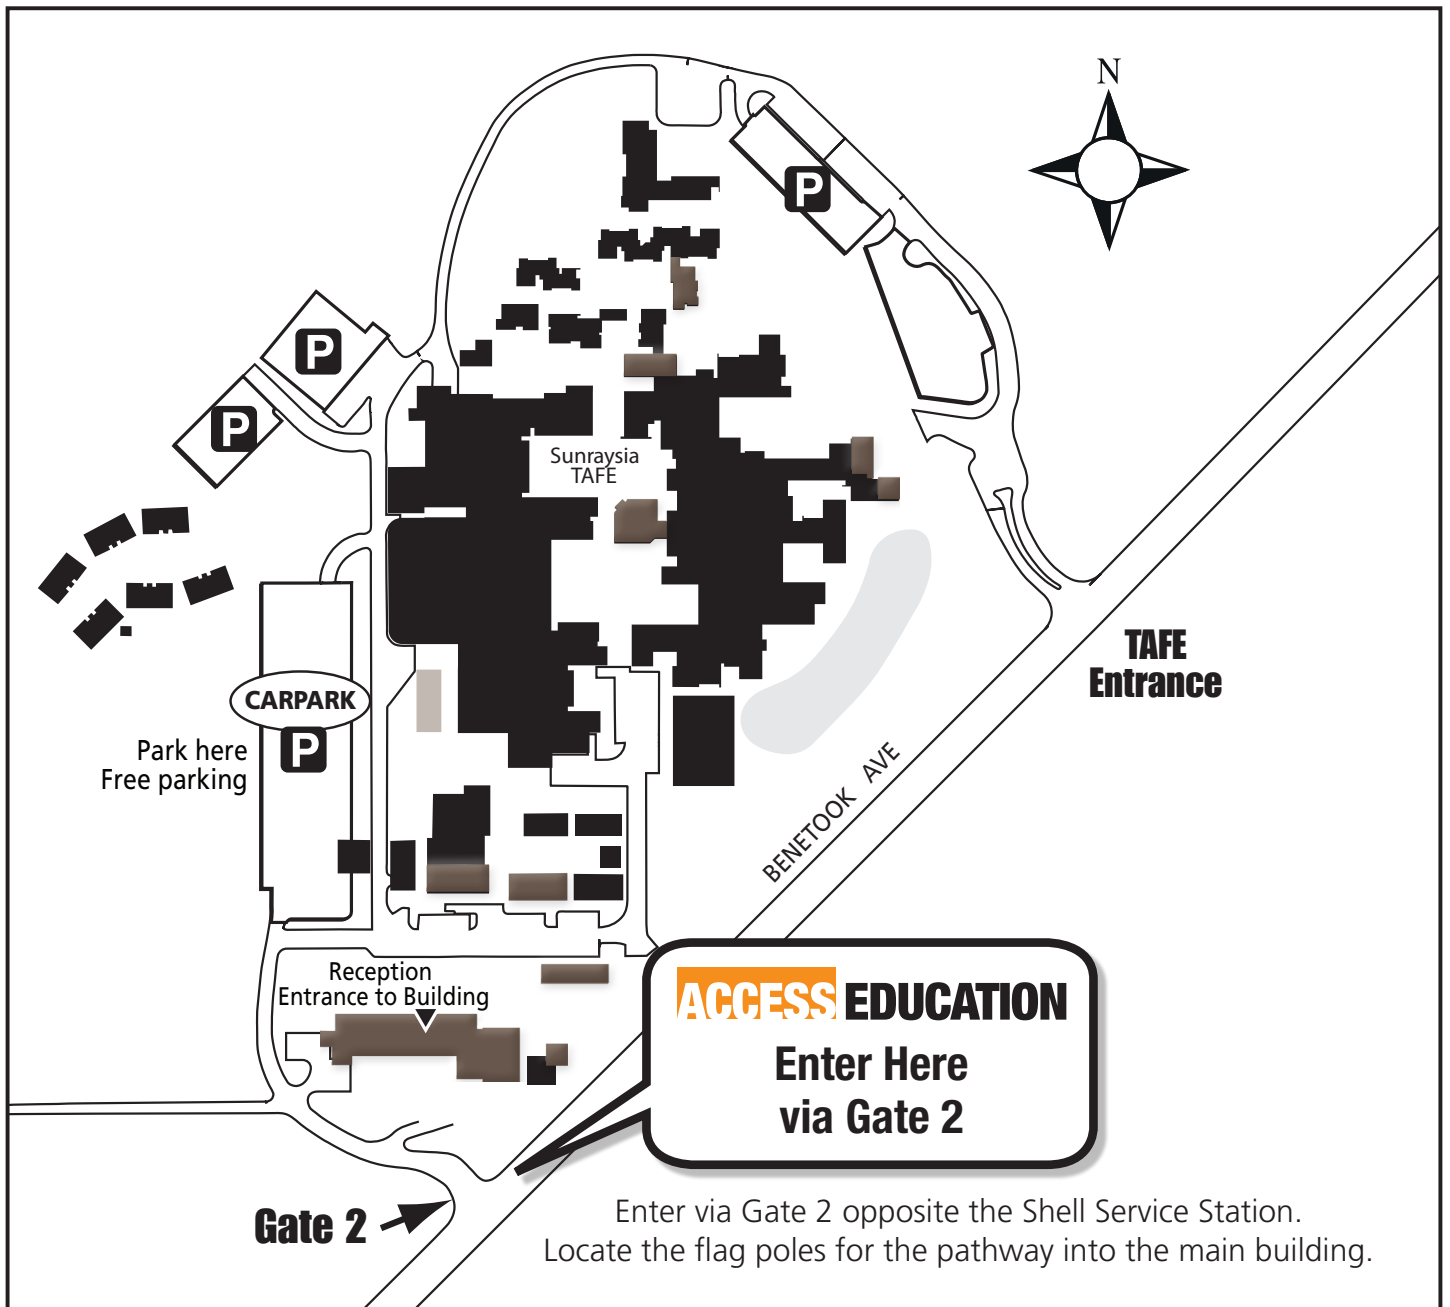 N
P
P
P
Sunraysia
TAFE
TAFE
Entrance
CARPARK
P
Park here
Free parking
BENETOOK AVE
Reception
Entrance to Building
ACCESS EDUCATION
Enter Here
via Gate 2
Gate 2
Enter via Gate 2 opposite the Shell Service Station.
Locate the flag poles for the pathway into the main building.